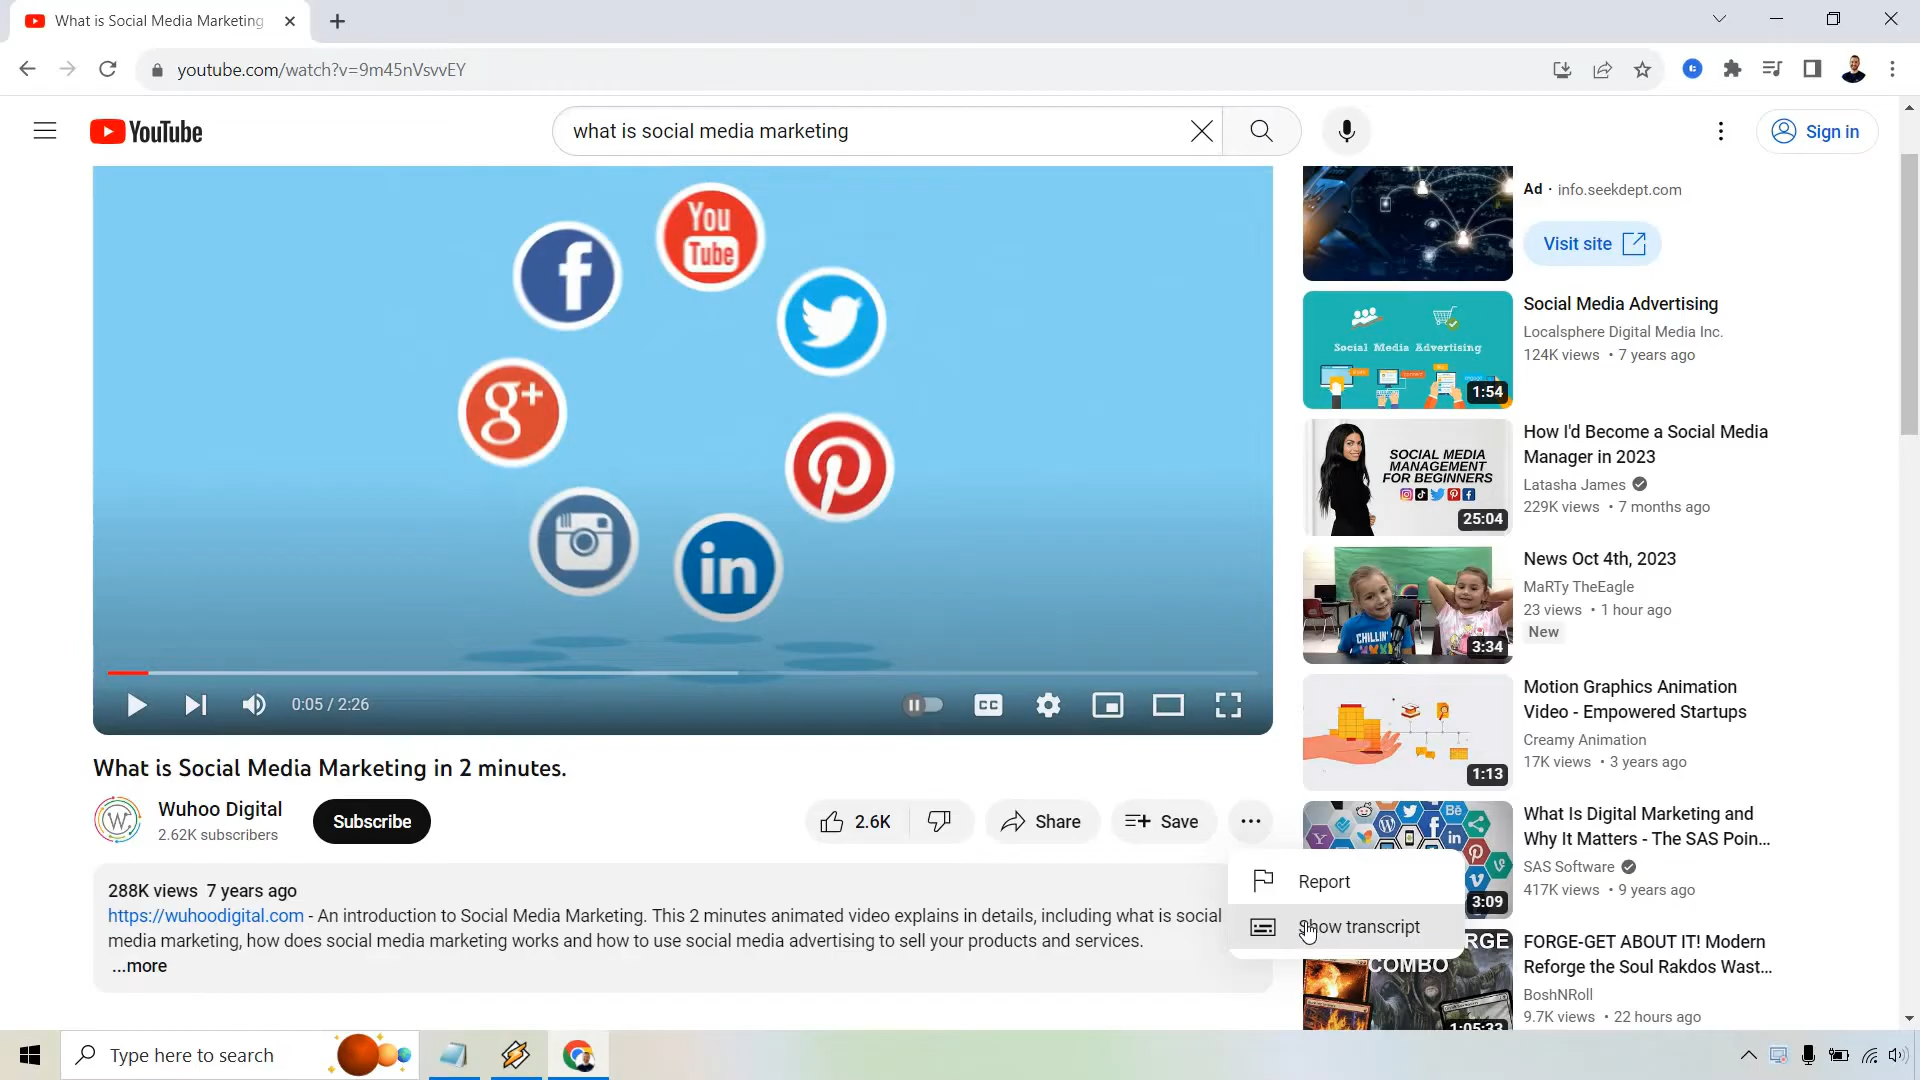 What is Social Media Marketing
youtube.com/watch?v=9m45nVsvvEY
YouTube
what is social media marketing
Sign in
You
Tube
f
g+
in
0:05 / 2:26
CC
What is Social Media Marketing in 2 minutes.
Wuhoo Digital
2.62K subscribers
Subscribe
2.6K
Share
Save
288K views 7 years ago
https://wuhoodigital.com - An introduction to Social Media Marketing. This 2 minutes animated video explains in details, including what is social
media marketing, how does social media marketing works and how to use social media advertising to sell your products and services.
...more
Report
Show transcript
Ad · info.seekdept.com
Visit site
Social Media Advertising
1:54
Social Media Advertising
Localsphere Digital Media Inc.
124K views • 7 years ago
SOCIAL MEDIA
MANAGEMENT
FOR BEGINNERS
25:04
How I'd Become a Social Media
Manager in 2023
Latasha James
229K views • 7 months ago
CHILLIN'
3:34
News Oct 4th, 2023
MaRTy TheEagle
23 views • 1 hour ago
New
1:13
Motion Graphics Animation
Video - Empowered Startups
Creamy Animation
17K views • 3 years ago
3:09
What Is Digital Marketing and
Why It Matters - The SAS Poin...
SAS Software
417K views • 9 years ago
RGE
COMBO
1:05:33
FORGE-GET ABOUT IT! Modern
Reforge the Soul Rakdos Wast...
BoshNRoll
9.7K views • 22 hours ago
Type here to search